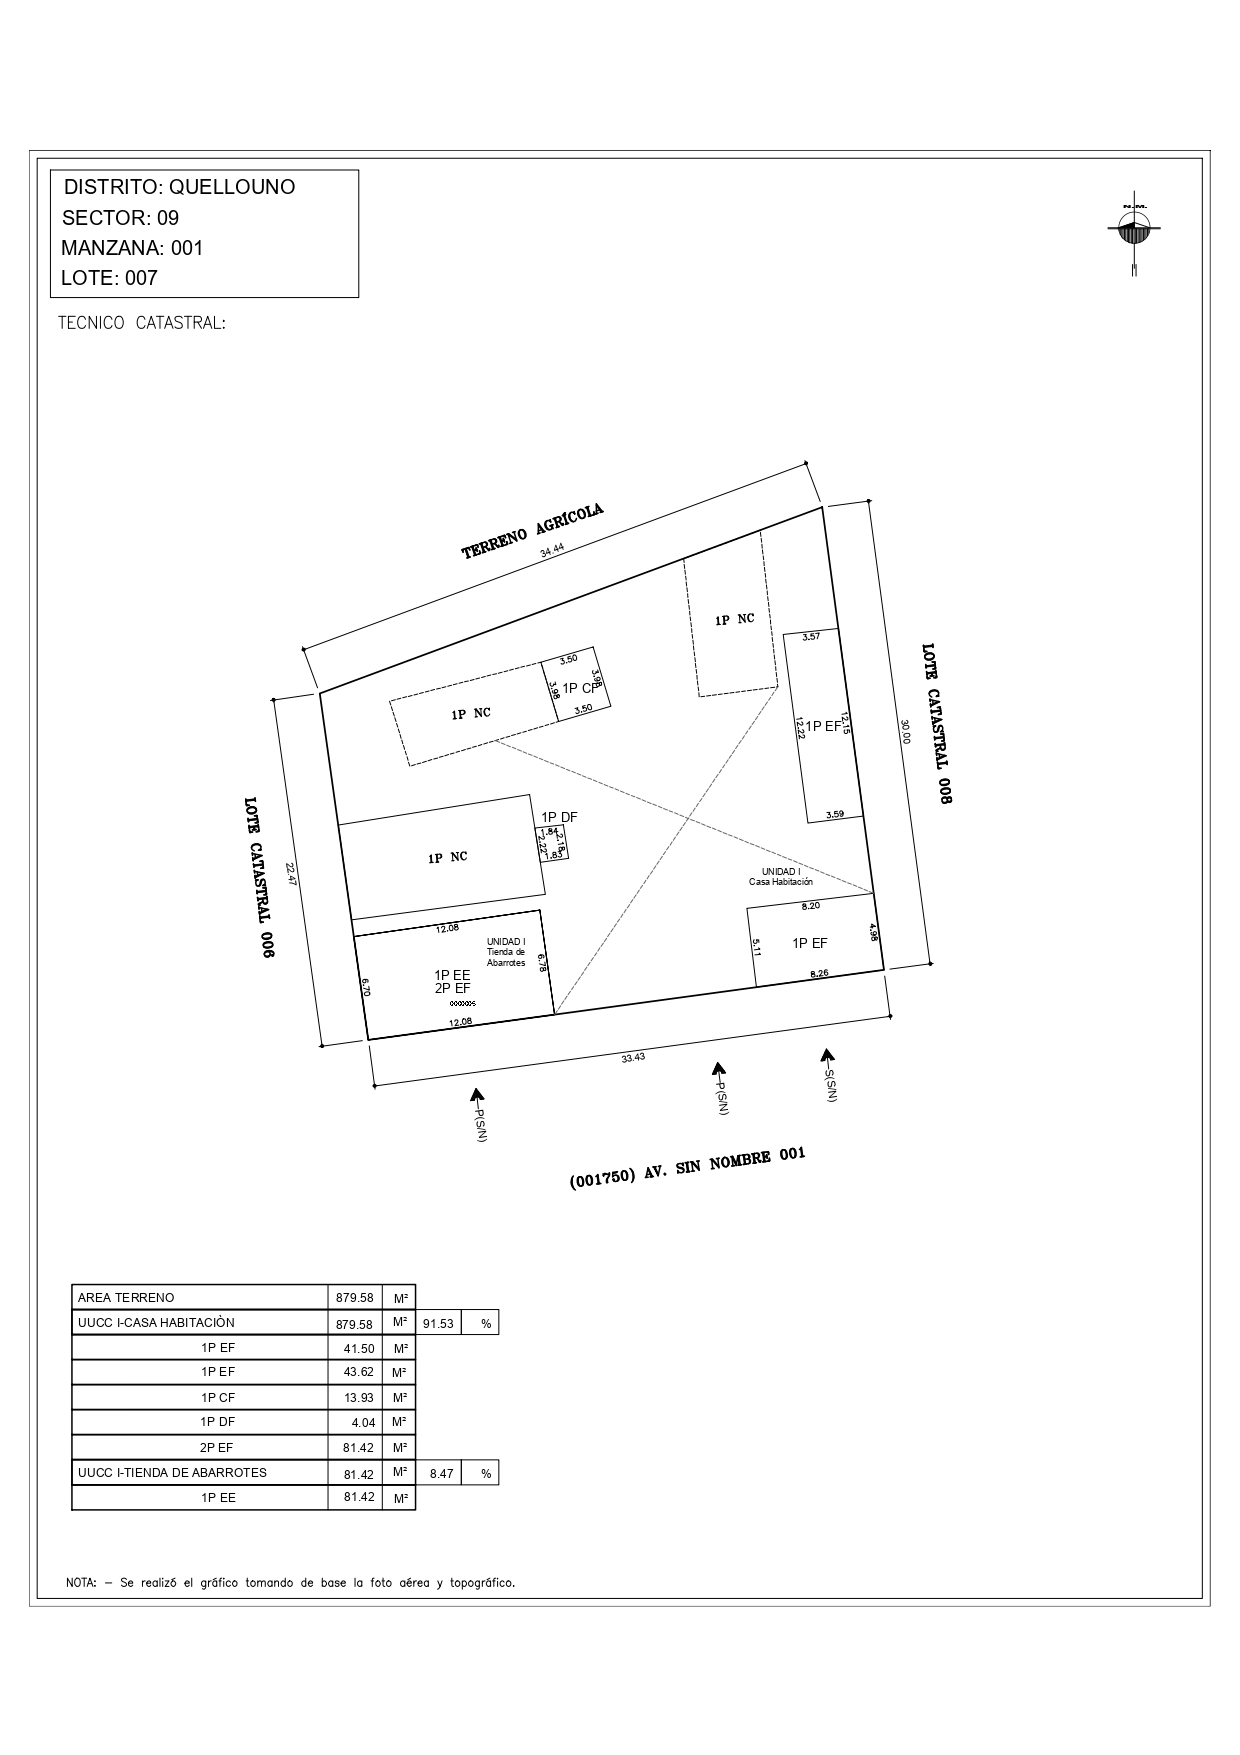 DISTRITO: QUELLOUNO
SECTOR: 09
MANZANA: 001
LOTE: 007
N.M.
TECNICO CATASTRAL:
TERRENO AGRÍCOLA
34.44
1P NC
3.57
3.50
3.98
1P CF
3.98
3.50
1P NC
12.22
1P EF
12.15
3.59
30.00
LOTE CATASTRAL 008
LOTE CATASTRAL 006
22.47
1P DF
1.84
2.22
2.18
1.83
1P NC
UNIDAD I
Casa Habitación
8.20
5.11
1P EF
4.98
8.26
12.08
UNIDAD I
Tienda de
Abarrotes
6.78
6.70
1P EE
2P EF
12.08
33.43
P(S/N)
P(S/N)
S(S/N)
(001750) AV. SIN NOMBRE 001
AREA TERRENO 879.58 M²
UUCC I-CASA HABITACIÒN 879.58 M² 91.53 %
1P EF 41.50 M²
1P EF 43.62 M²
1P CF 13.93 M²
1P DF 4.04 M²
2P EF 81.42 M²
UUCC I-TIENDA DE ABARROTES 81.42 M² 8.47 %
1P EE 81.42 M²
NOTA: – Se realizó el gráfico tomando de base la foto aérea y topográfico.